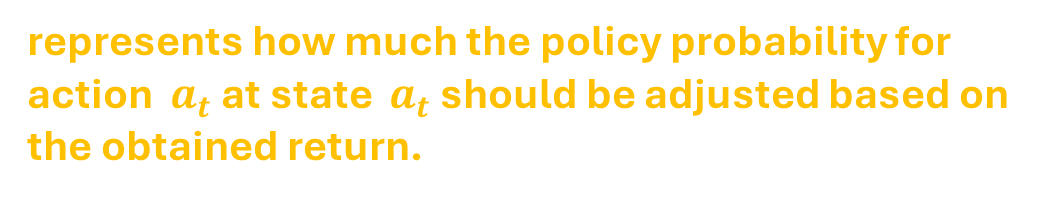 represents how much the policy probability for
action a_t at state a_t should be adjusted based on
the obtained return.